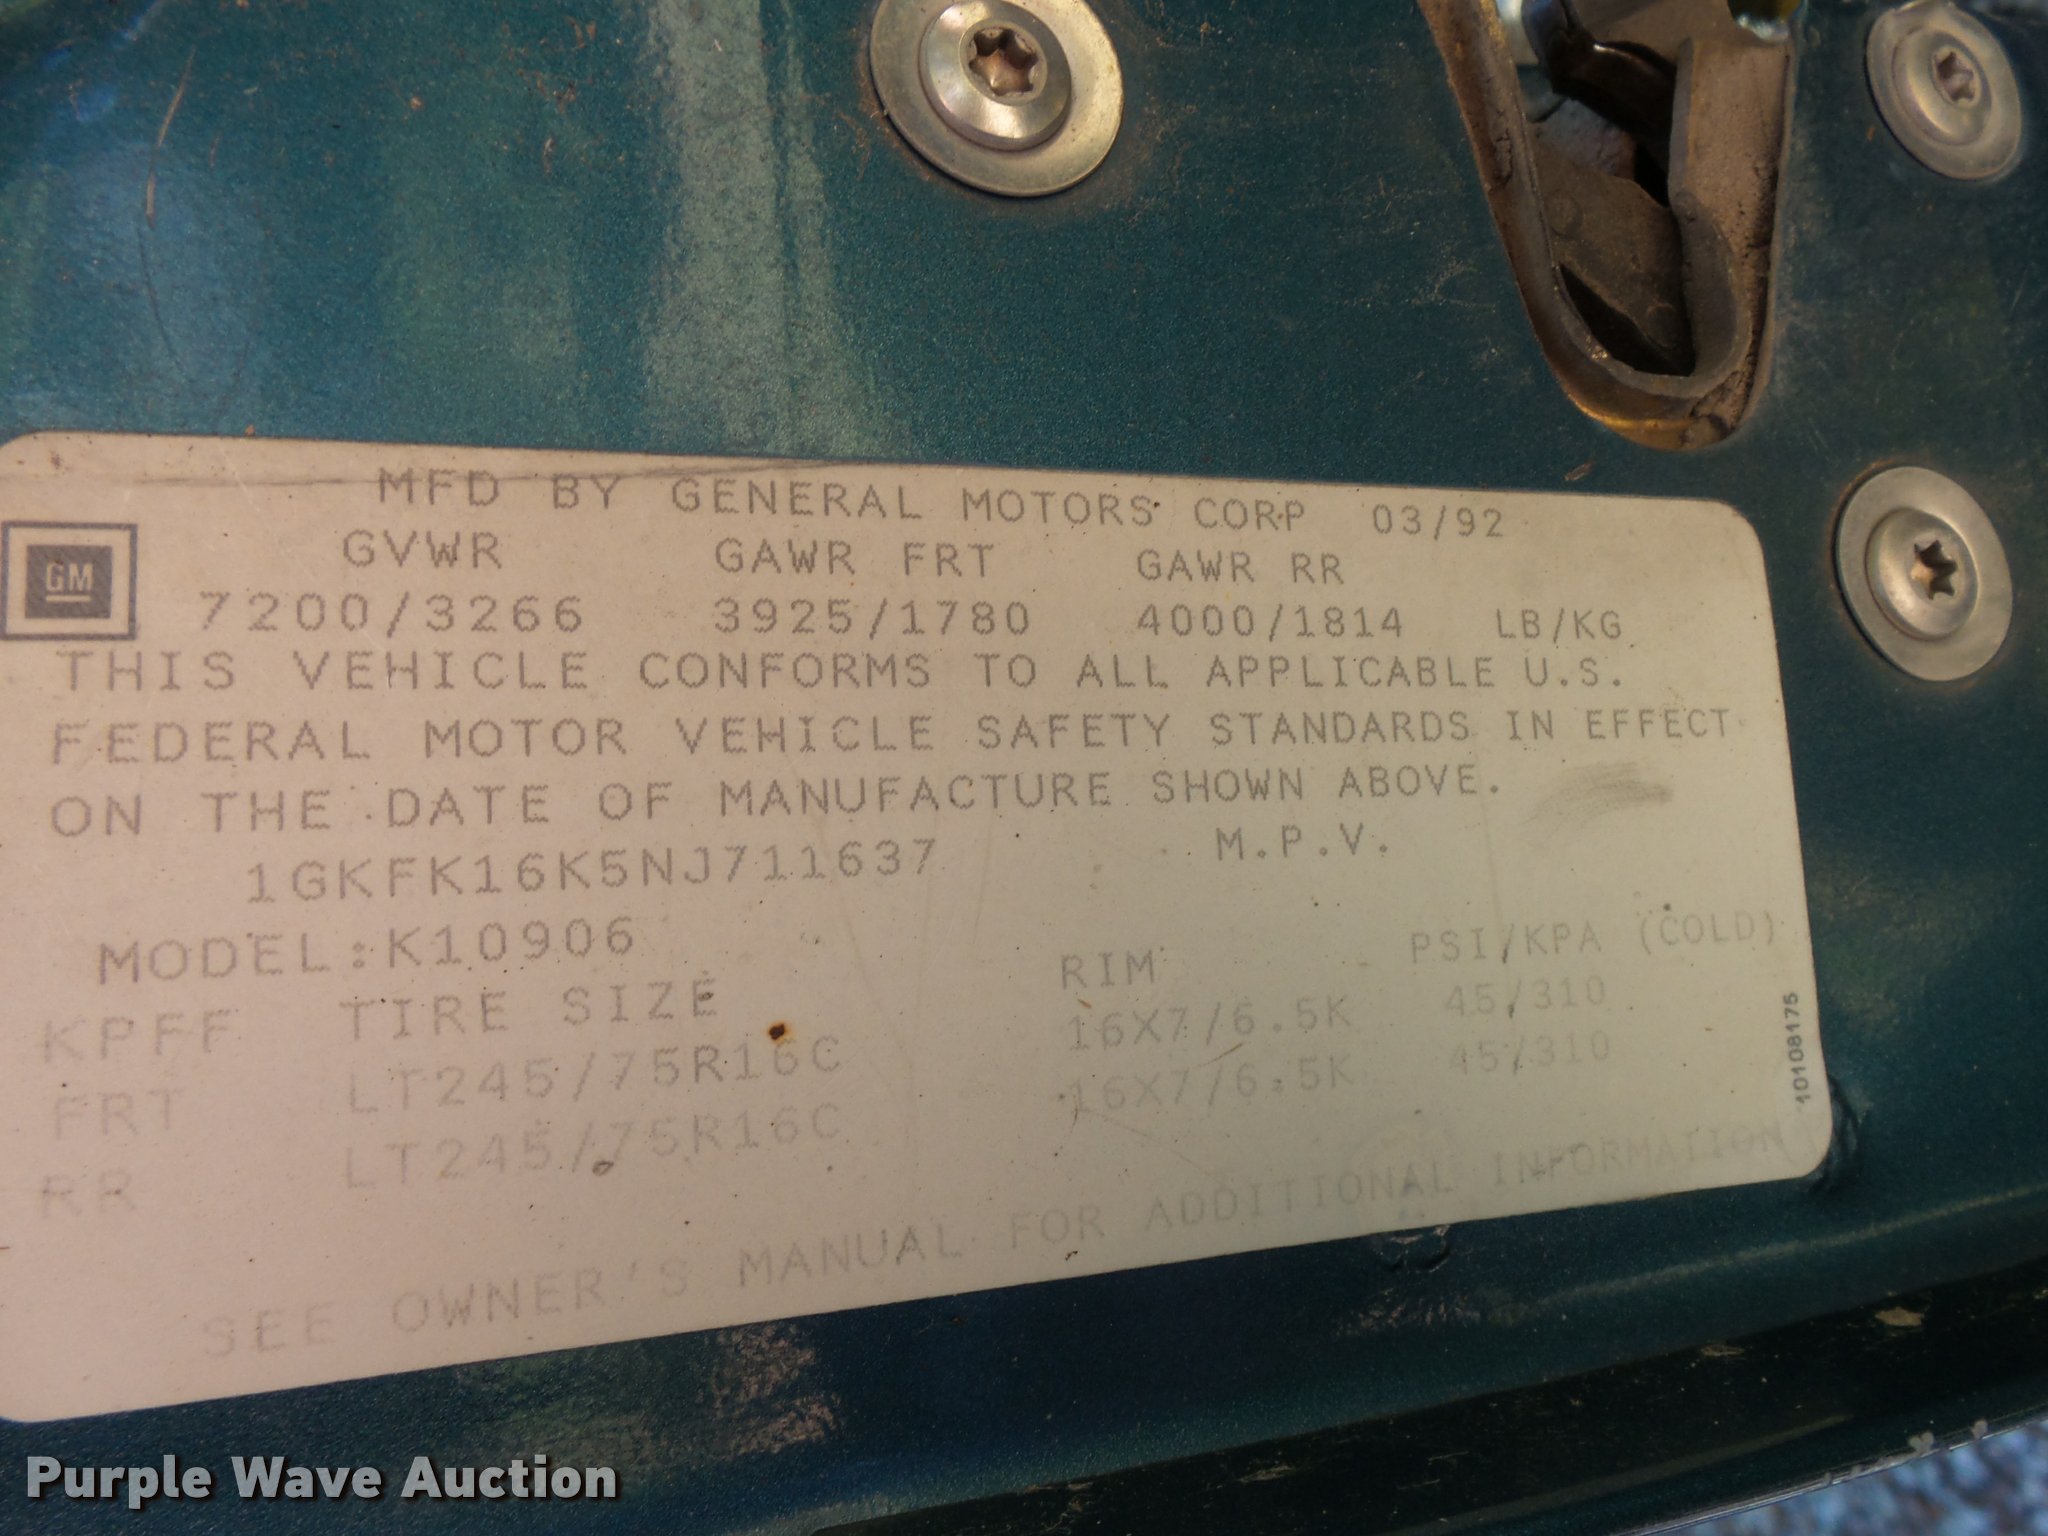 MFD BY GENERAL MOTORS CORP 03/92
GM
GVWR GAWR FRT GAWR RR
7200/3266 3925/1780 4000/1814 LB/KG
THIS VEHICLE CONFORMS TO ALL APPLICABLE U.S.
FEDERAL MOTOR VEHICLE SAFETY STANDARDS IN EFFECT
ON THE DATE OF MANUFACTURE SHOWN ABOVE.
1GKFK16K5NJ711637 M.P.V.
MODEL:K10906
KPFF TIRE SIZE RIM PSI/KPA (COLD)
FRT LT245/75R16C 16X7/6.5K 45/310
RR LT245/75R16C 16X7/6.5K 45/310
SEE OWNER'S MANUAL FOR ADDITIONAL INFORMATION
10108175
Purple Wave Auction